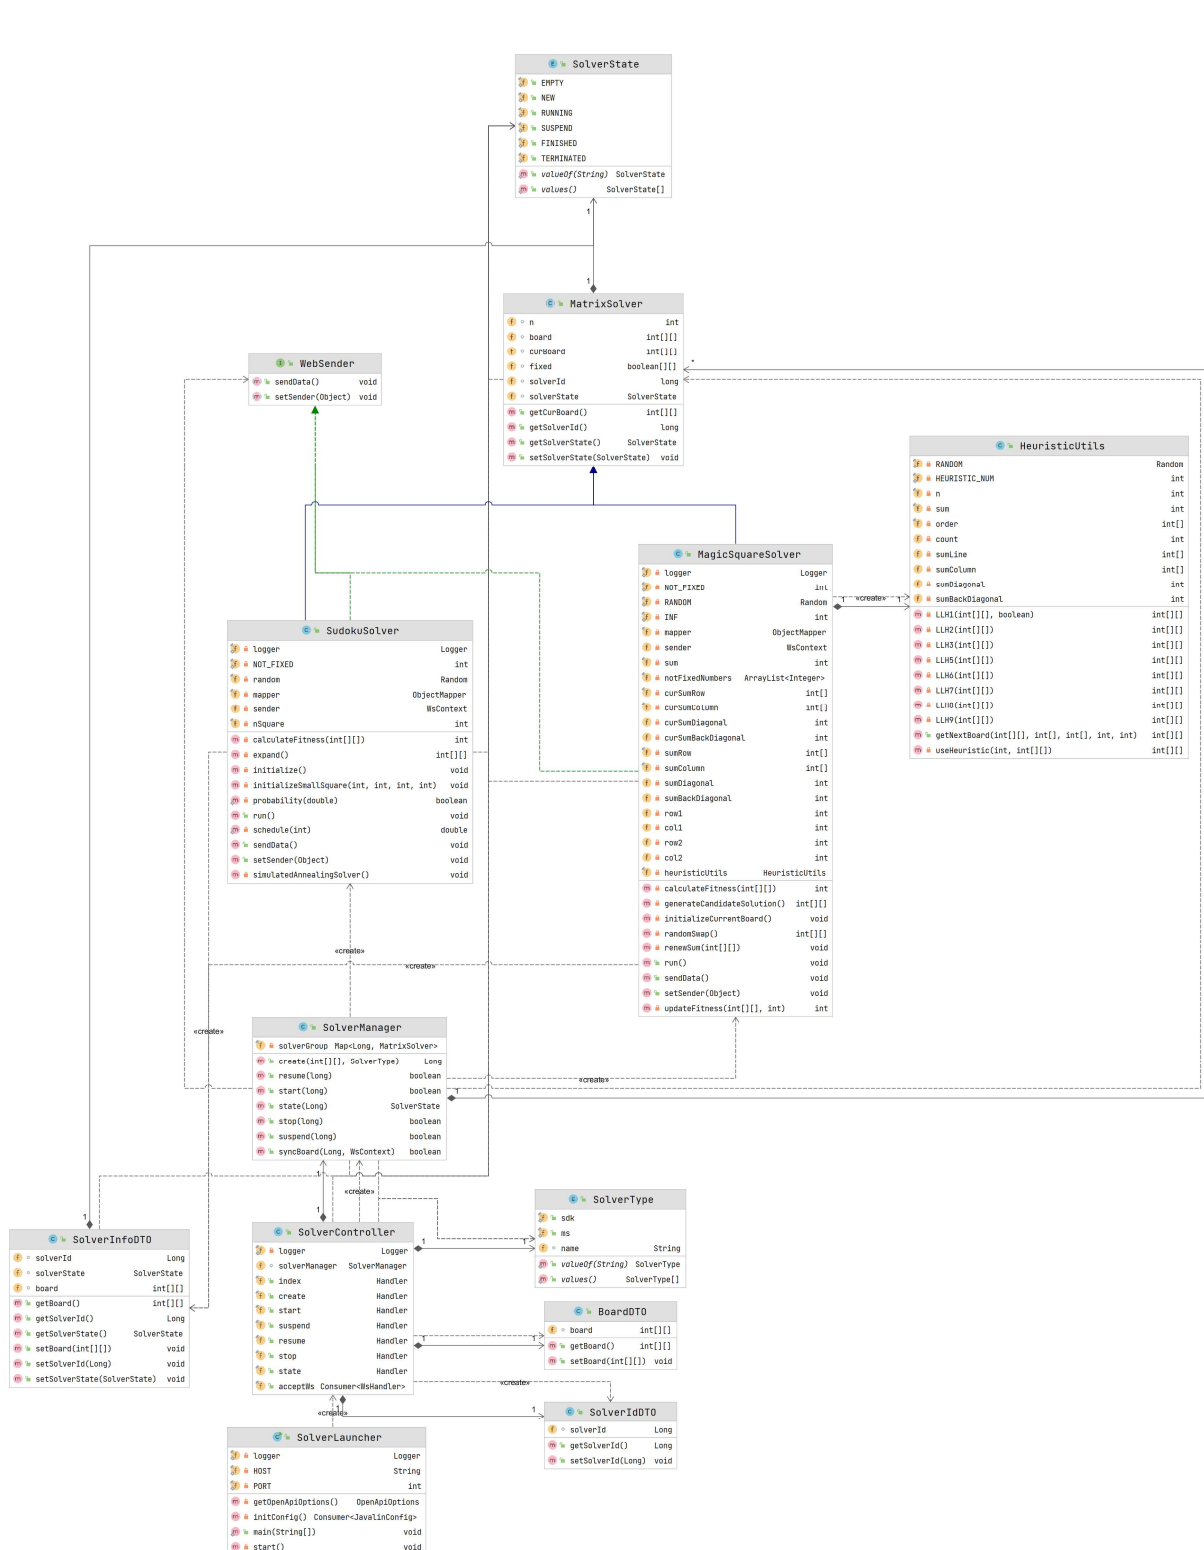 SolverState
EMPTY
NEW
RUNNING
SUSPEND
FINISHED
TERMINATED
valueOf(String) SolverState
values() SolverState[]
1
1
MatrixSolver
n int
board int[][]
curBoard int[][]
fixed boolean[][]
solverId long
solverState SolverState
getCurBoard() int[][]
getSolverId() long
getSolverState() SolverState
setSolverState(SolverState) void
*
WebSender
sendData() void
setSender(Object) void
HeuristicUtils
RANDOM Random
HEURISTIC_NUM int
n int
sum int
order int[]
count int
sumLine int[]
sumColumn int[]
sumDiagonal int
sumBackDiagonal int
LLH1(int[][], boolean) int[][]
LLH2(int[][]) int[][]
LLH3(int[][]) int[][]
LLH5(int[][]) int[][]
LLH6(int[][]) int[][]
LLH7(int[][]) int[][]
int[][]
LLH9(int[][]) int[][]
getNextBoard(int[][], int[], int[], int, int) int[][]
useHeuristic(int, int[][]) int[][]
MagicSquareSolver
logger Logger
NOT_FIXED int
RANDOM Random
INF int
mapper ObjectMapper
sender WsContext
sum int
notFixedNumbers ArrayList<Integer>
curSumRow int[]
curSumColumn int[]
curSumDiagonal int
curSumBackDiagonal int
sumRow int[]
sumColumn int[]
sumDiagonal int
sumBackDiagonal int
row1 int
col1 int
row2 int
col2 int
heuristicUtils HeuristicUtils
calculateFitness(int[][]) int
generateCandidateSolution() int[][]
initializeCurrentBoard() void
randomSwap() int[][]
renewSum(int[][]) void
run() void
sendData() void
setSender(Object) void
updateFitness(int[][], int) int
1
«create»
1
SudokuSolver
logger Logger
NOT_FIXED int
random Random
mapper ObjectMapper
sender WsContext
nSquare int
calculateFitness(int[][]) int
expand() int[][]
initialize() void
initializeSmallSquare(int, int, int, int) void
probability(double) boolean
run() void
schedule(int) double
sendData() void
setSender(Object) void
simulatedAnnealingSolver() void
«create»
«create»
«create»
SolverManager
solverGroup Map<Long, MatrixSolver>
create(int[][], SolverType) Long
resume(long) boolean
start(long) boolean
state(Long) SolverState
stop(long) boolean
suspend(long) boolean
syncBoard(Long, WsContext) boolean
«create»
1
1
«create»
1
SolverType
sdk
ms
name String
valueOf(String) SolverType
values() SolverType[]
1
SolverInfoDTO
solverId Long
solverState SolverState
board int[][]
getBoard() int[][]
getSolverId() Long
getSolverState() SolverState
setBoard(int[][]) void
setSolverId(Long) void
setSolverState(SolverState) void
SolverController
logger Logger
solverManager SolverManager
index Handler
create Handler
start Handler
suspend Handler
resume Handler
stop Handler
state Handler
acceptWs Consumer<WsHandler>
1
1
BoardDTO
board int[][]
getBoard() int[][]
setBoard(int[][]) void
1
1
«create»
«create»
1
1
SolverIdDTO
solverId Long
getSolverId() Long
setSolverId(Long) void
SolverLauncher
logger Logger
HOST String
PORT int
getOpenApiOptions() OpenApiOptions
initConfig() Consumer<JavalinConfig>
main(String[]) void
start() void